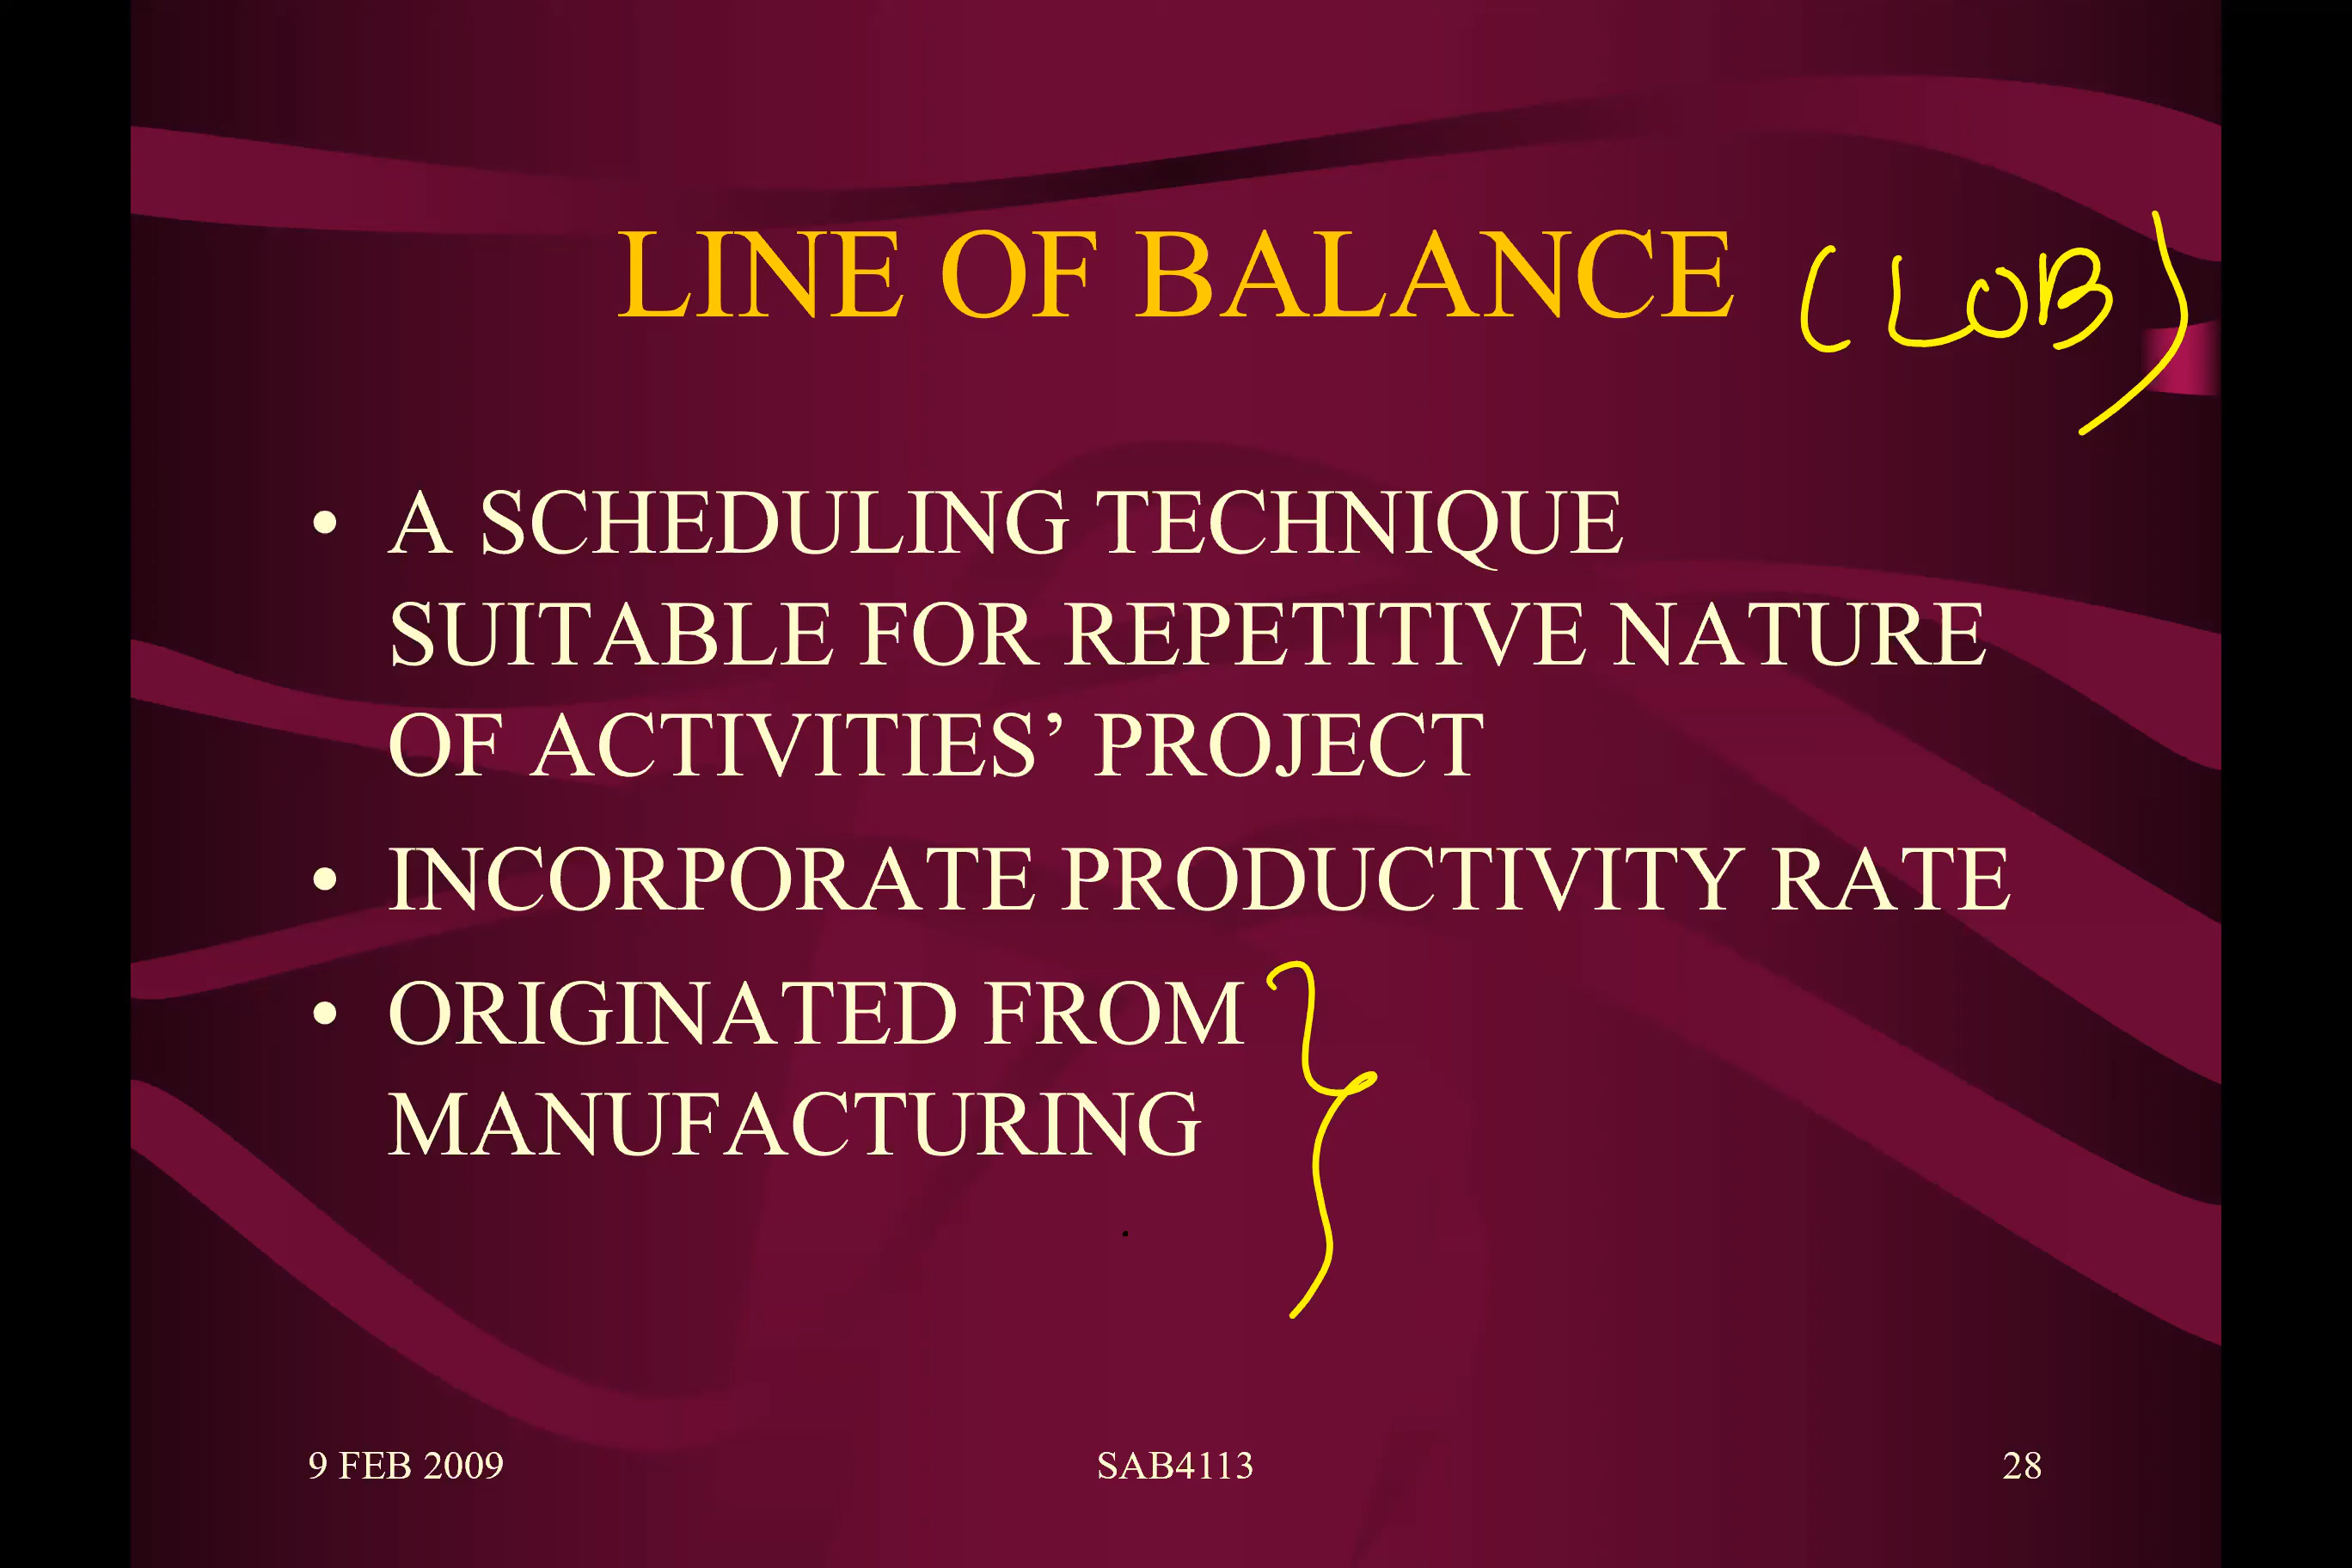 LINE OF BALANCE (LOB)
• A SCHEDULING TECHNIQUE
SUITABLE FOR REPETITIVE NATURE
OF ACTIVITIES’ PROJECT
• INCORPORATE PRODUCTIVITY RATE
• ORIGINATED FROM
MANUFACTURING
9 FEB 2009 SAB4113 28